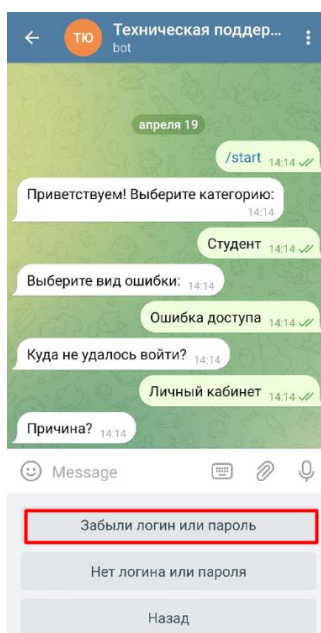 ТЮ
Техническая поддер...
bot
апреля 19
/start 14:14
Приветствуем! Выберите категорию:
14:14
Студент 14:14
Выберите вид ошибки: 14:14
Ошибка доступа 14:14
Куда не удалось войти? 14:14
Личный кабинет 14:14
Причина? 14:14
Message
Забыли логин или пароль
Нет логина или пароля
Назад